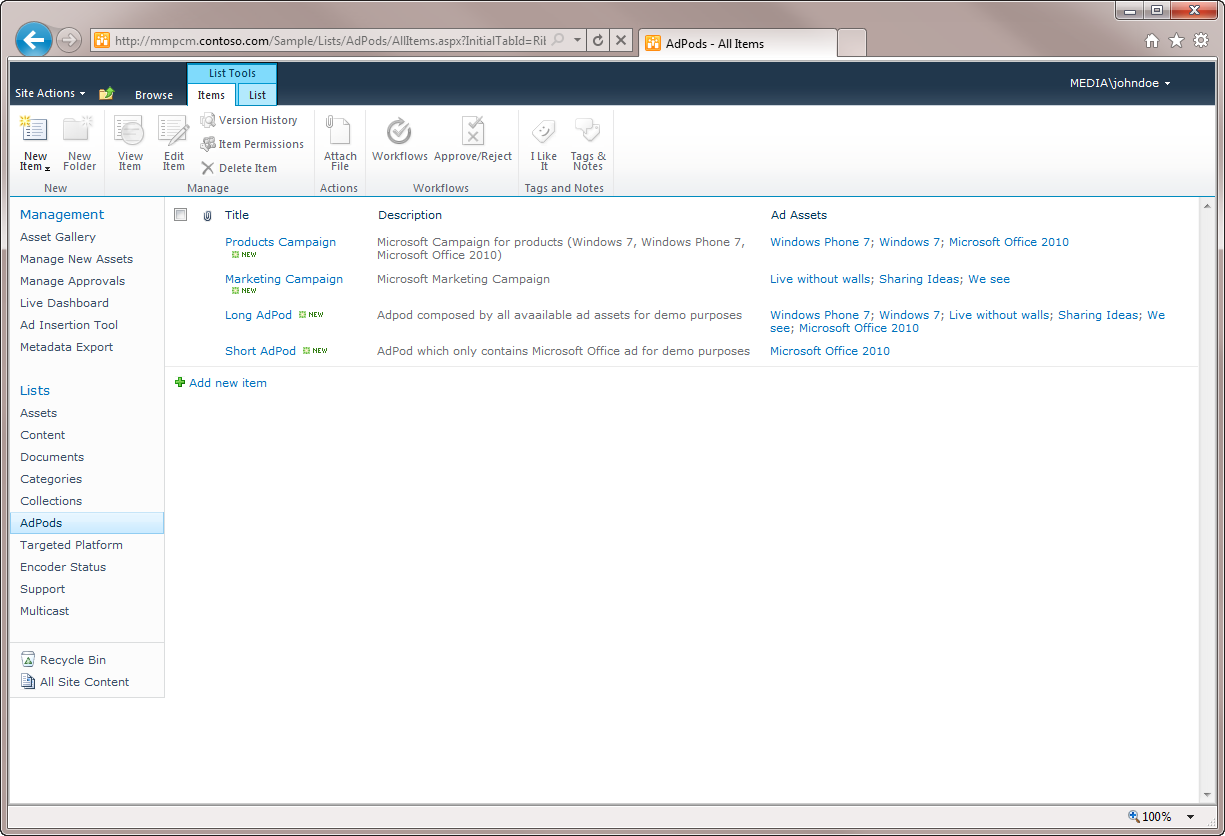 http://mmpcm.contoso.com/Sample/Lists/AdPods/AllItems.aspx?InitialTabId=Ril
AdPods - All Items
List Tools
Site Actions
Browse
Items
List
MEDIA\johndoe
New Item
New Folder
New
View Item
Edit Item
Version History
Item Permissions
Delete Item
Manage
Attach File
Actions
Workflows
Approve/Reject
Workflows
I Like It
Tags & Notes
Tags and Notes
Management
Asset Gallery
Manage New Assets
Manage Approvals
Live Dashboard
Ad Insertion Tool
Metadata Export
Lists
Assets
Content
Documents
Categories
Collections
AdPods
Targeted Platform
Encoder Status
Support
Multicast
Recycle Bin
All Site Content
Title Description Ad Assets
Products Campaign Microsoft Campaign for products (Windows 7, Windows Phone 7, Windows Phone 7; Windows 7; Microsoft Office 2010
NEW Microsoft Office 2010)
Marketing Campaign Microsoft Marketing Campaign Live without walls; Sharing Ideas; We see
NEW
Long AdPod NEW Adpod composed by all avaailable ad assets for demo purposes Windows Phone 7; Windows 7; Live without walls; Sharing Ideas; We
see; Microsoft Office 2010
Short AdPod NEW AdPod which only contains Microsoft Office ad for demo purposes Microsoft Office 2010
Add new item
100%